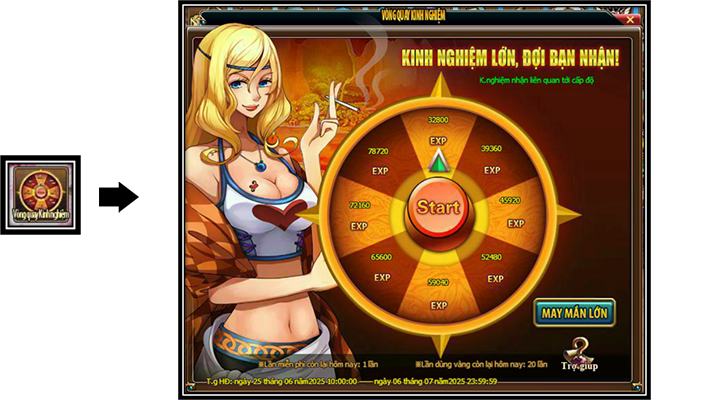 Vòng quay Kinh nghiệm
VÒNG QUAY KINH NGHIỆM
KINH NGHIỆM LỚN, ĐỢI BẠN NHẬN!
K.nghiệm nhận liên quan tới cấp độ
32800
EXP
39360
EXP
45920
EXP
52480
EXP
59040
EXP
65600
EXP
72160
EXP
78720
EXP
Start
MAY MẮN LỚN
Trợ giúp
※Lần miễn phí còn lại hôm nay: 1 lần
※Lần dùng vàng còn lại hôm nay: 20 lần
T.g HĐ: ngày 25 tháng 06 năm2025 10:00:00 ——ngày 06 tháng 07 năm2025 23:59:59